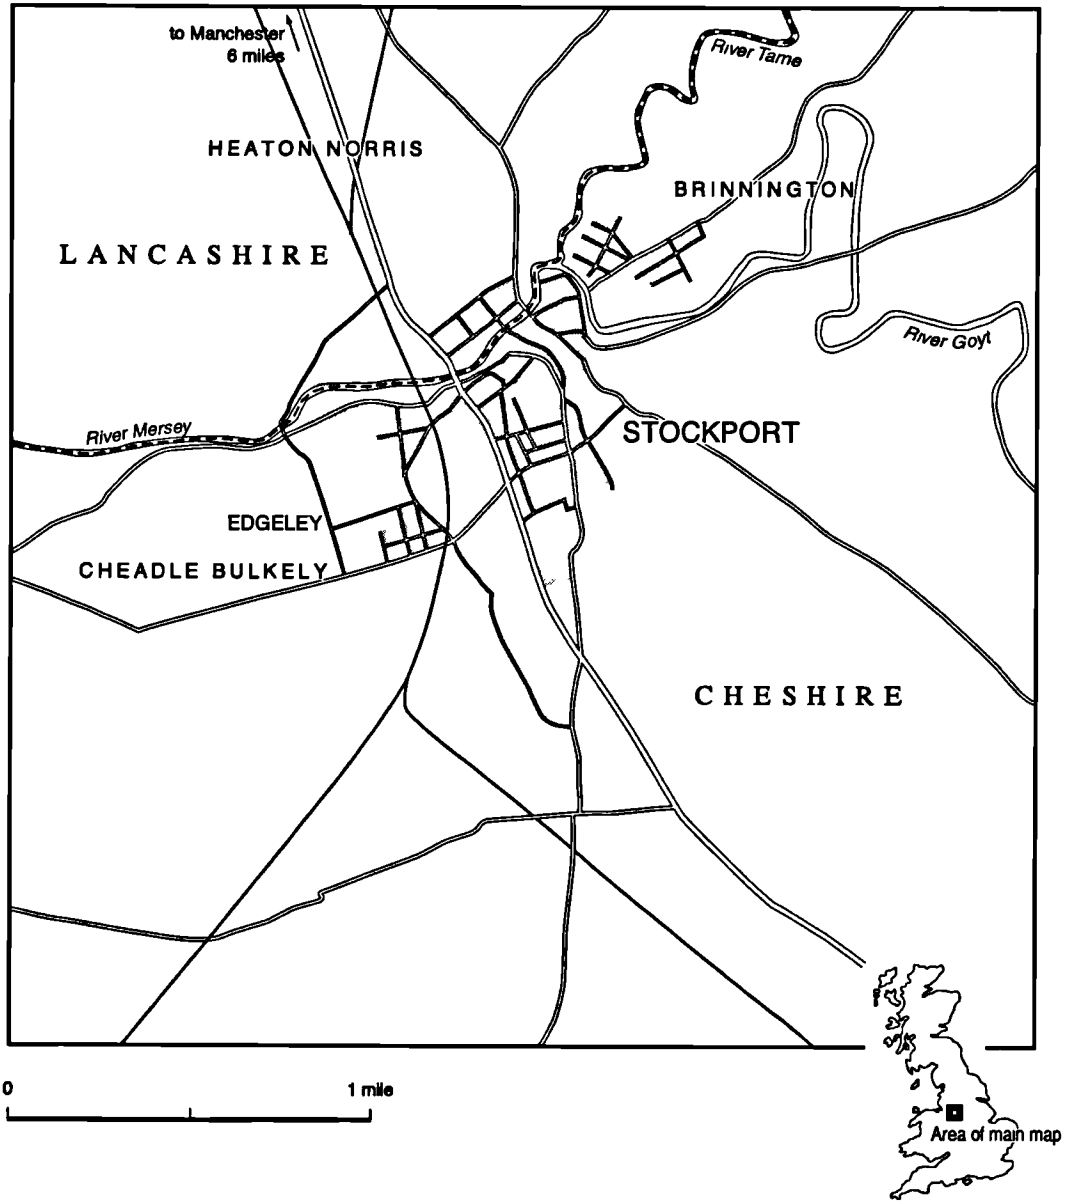 to Manchester
6 miles
River Tame
HEATON NORRIS
BRINNINGTON
LANCASHIRE
River Goyt
River Mersey
STOCKPORT
EDGELEY
CHEADLE BULKELY
CHESHIRE
0 1 mile
Area of main map